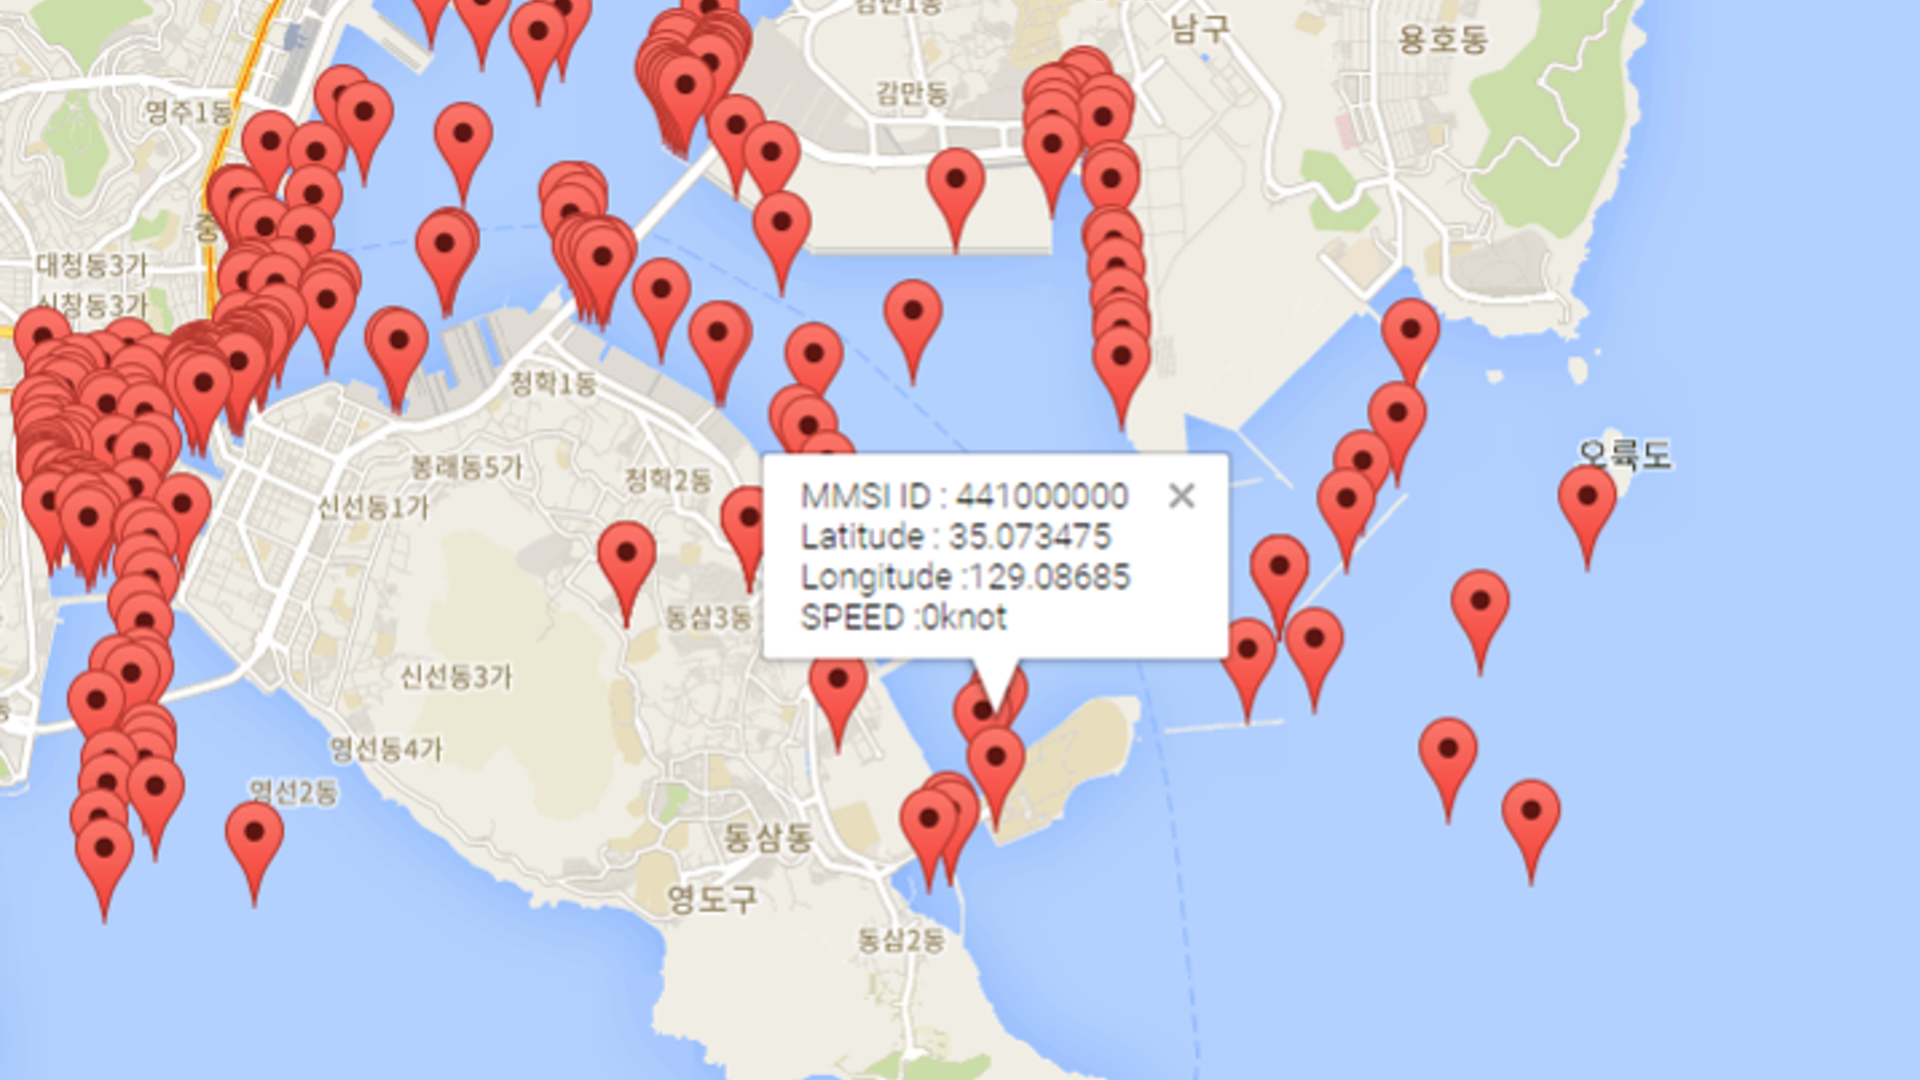 감만1동
남구
용호동
명주1동
감만동
중
대청동3가
신창동3가
청학1동
오륙도
봉래동5가
청학2동
신선동1가
MMSI ID : 441000000
Latitude : 35.073475
Longitude :129.08685
SPEED :0knot
동삼3동
신선동3가
영선동4가
영선2동
동삼동
영도구
동삼2동